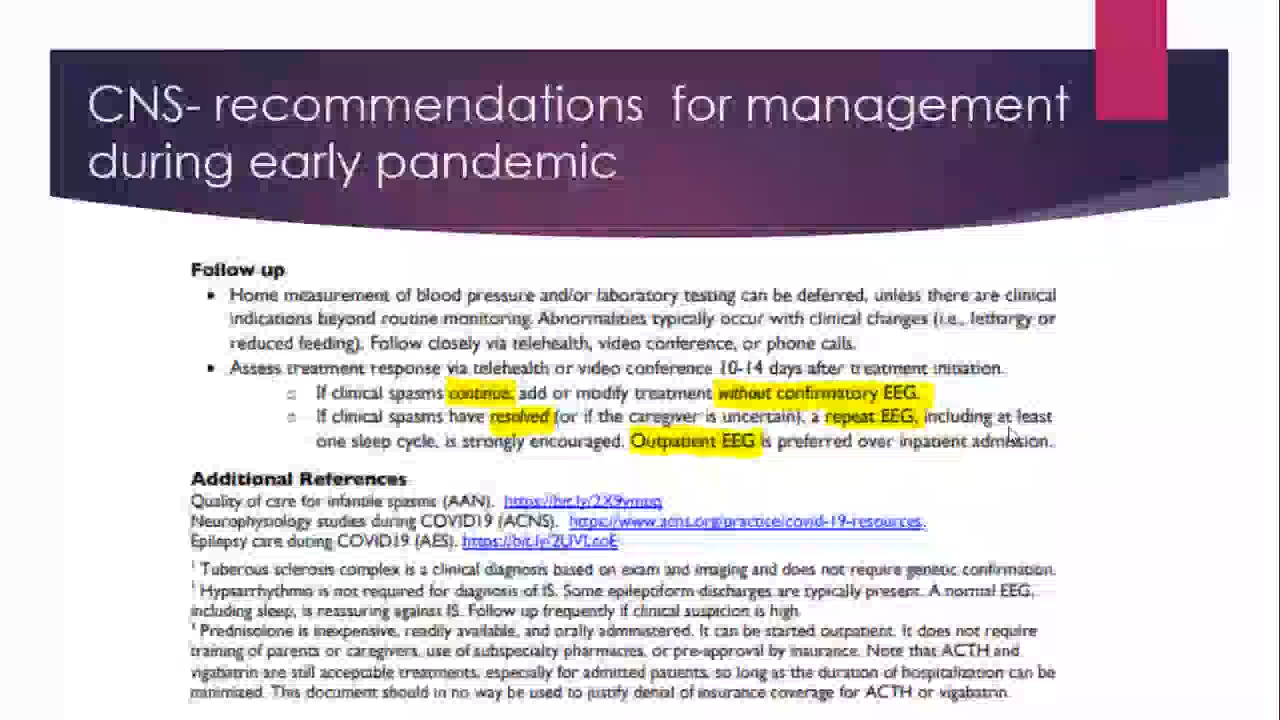 CNS- recommendations for management
during early pandemic
Follow up
• Home measurement of blood pressure and/or laboratory testing can be deferred, unless there are clinical
indications beyond routine monitoring. Abnormalities typically occur with clinical changes (i.e., lethargy or
reduced feeding). Follow closely via telehealth, video conference, or phone calls.
• Assess treatment response via telehealth or video conference 10-14 days after treatment initiation.
○ If clinical spasms continue, add or modify treatment without confirmatory EEG.
○ If clinical spasms have resolved (or if the caregiver is uncertain), a repeat EEG, including at least
one sleep cycle, is strongly encouraged. Outpatient EEG is preferred over inpatient admission.
Additional References
Quality of care for infantile spasms (AAN).
Neurophysiology studies during COVID19 (ACNS). https://www.acns.org/practice/covid-19-resources.
Epilepsy care during COVID19 (AES).
Tuberous sclerosis complex is a clinical diagnosis based on exam and imaging and does not require genetic confirmation.
Hypsarrhythmia is not required for diagnosis of IS. Some epileptiform discharges are typically present. A normal EEG,
including sleep, is reassuring against IS. Follow up frequently if clinical suspicion is high.
Prednisolone is inexpensive, readily available, and orally administered. It can be started outpatient. It does not require
training of parents or caregivers, use of subspecialty pharmacies, or pre-approval by insurance. Note that ACTH and
vigabatrin are still acceptable treatments, especially for admitted patients, so long as the duration of hospitalization can be
minimized. This document should in no way be used to justify denial of insurance coverage for ACTH or vigabatrin.